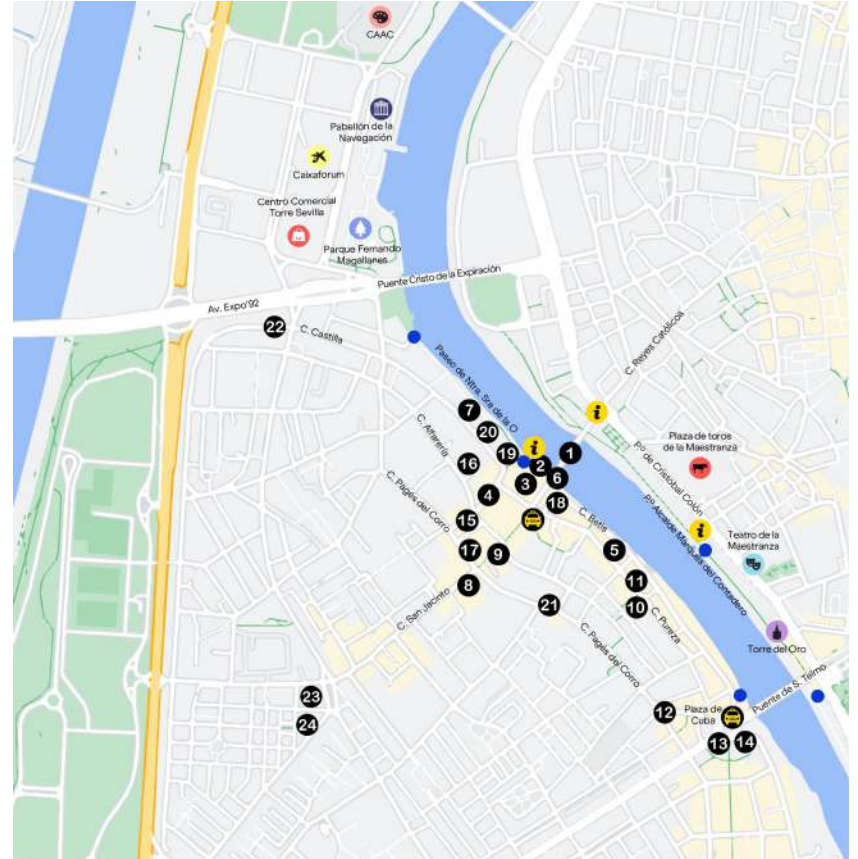 CAAC
Pabellón de la
Navegación
Caixaforum
Centro Comercial
Torre Sevilla
Parque Fernando
Magallanes
Puente Cristo de la Expiración
Av. Expo'92
22
C. Castilla
Paseo de Ntra. Sra de la O
C. Reyes Católicos
7
i
C. Alfarería
20
i
1
Pº de Cristobal Colón
Plaza de toros
de la Maestranza
19
2
16
3
6
4
18
C. Pagés del Corro
15
C. Betis
Pº Alcalde Marqués del Contadero
i
Teatro de la
Maestranza
17
9
5
8
11
C. San Jacinto
21
10
C. Pureza
C. Pagés del Corro
Torre del Oro
23
12
Plaza de
Cuba
Puente de S. Telmo
24
13
14